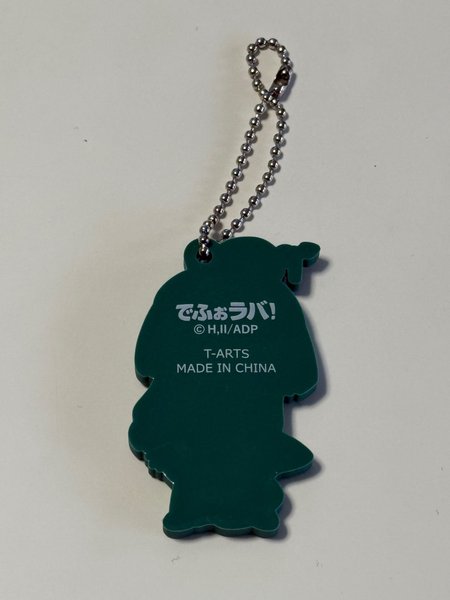 でふぉラバ!
©H,II/ADP
T-ARTS
MADE IN CHINA